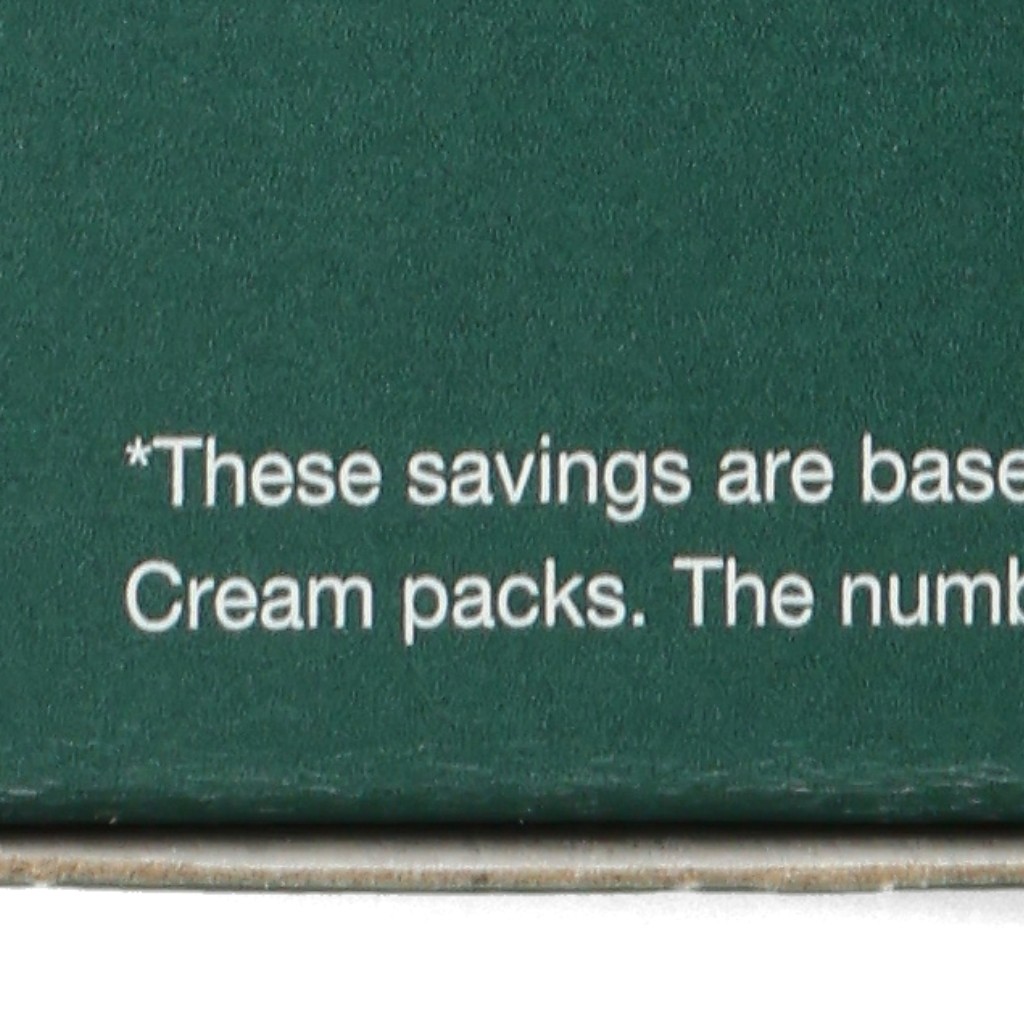 *These savings are base
Cream packs. The numb